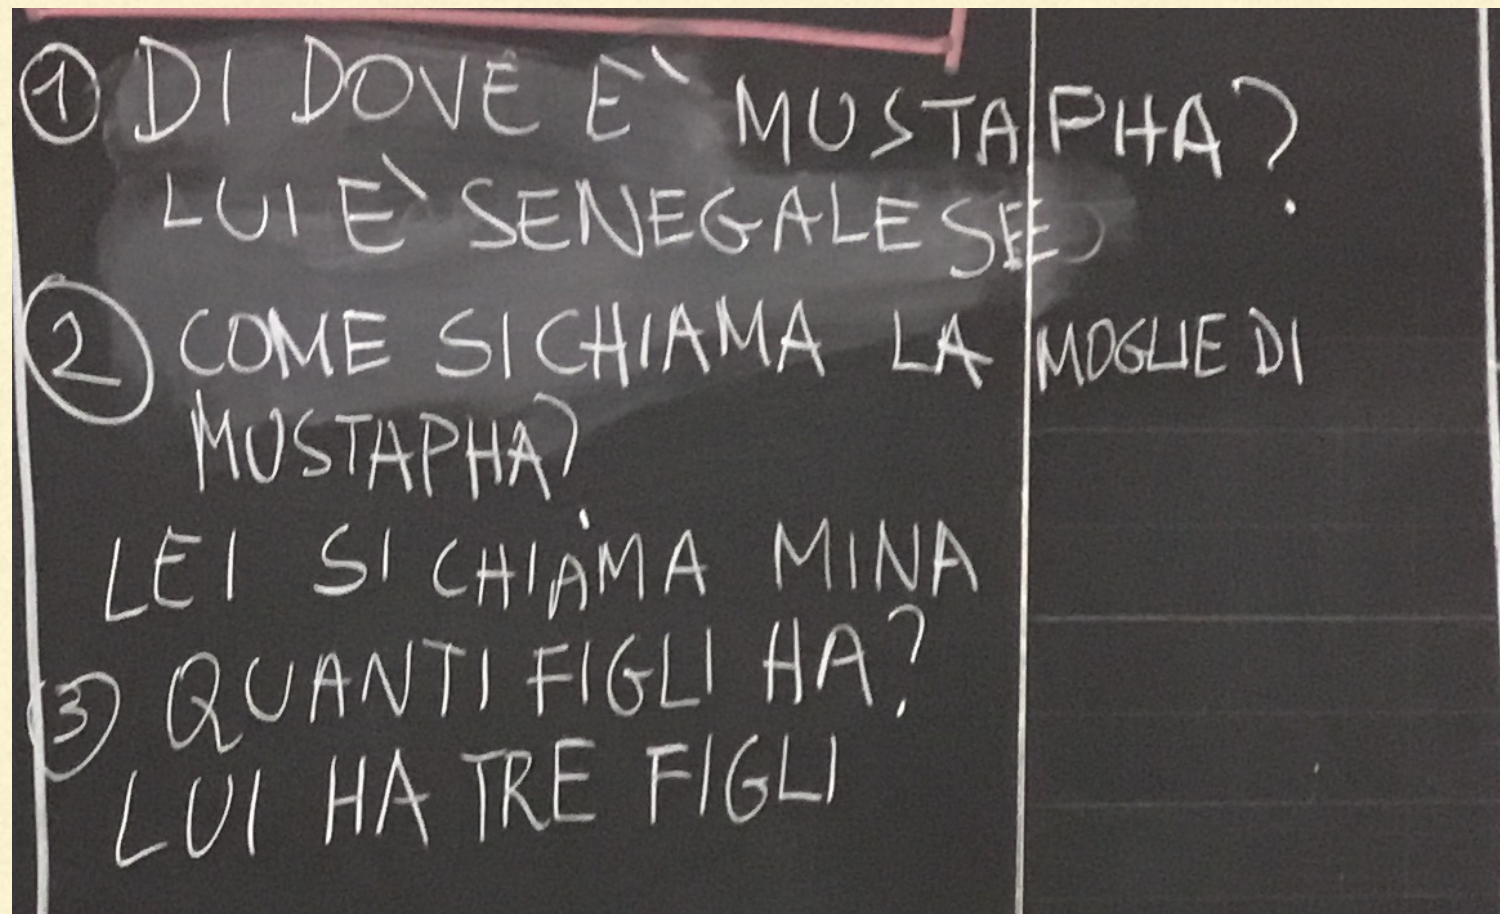 ① DI DOVE È MUSTAPHA?
LUI È SENEGALESE
② COME SI CHIAMA LA MOGLIE DI
MUSTAPHA?
LEI SI CHIAMA MINA
③ QUANTI FIGLI HA?
LUI HA TRE FIGLI